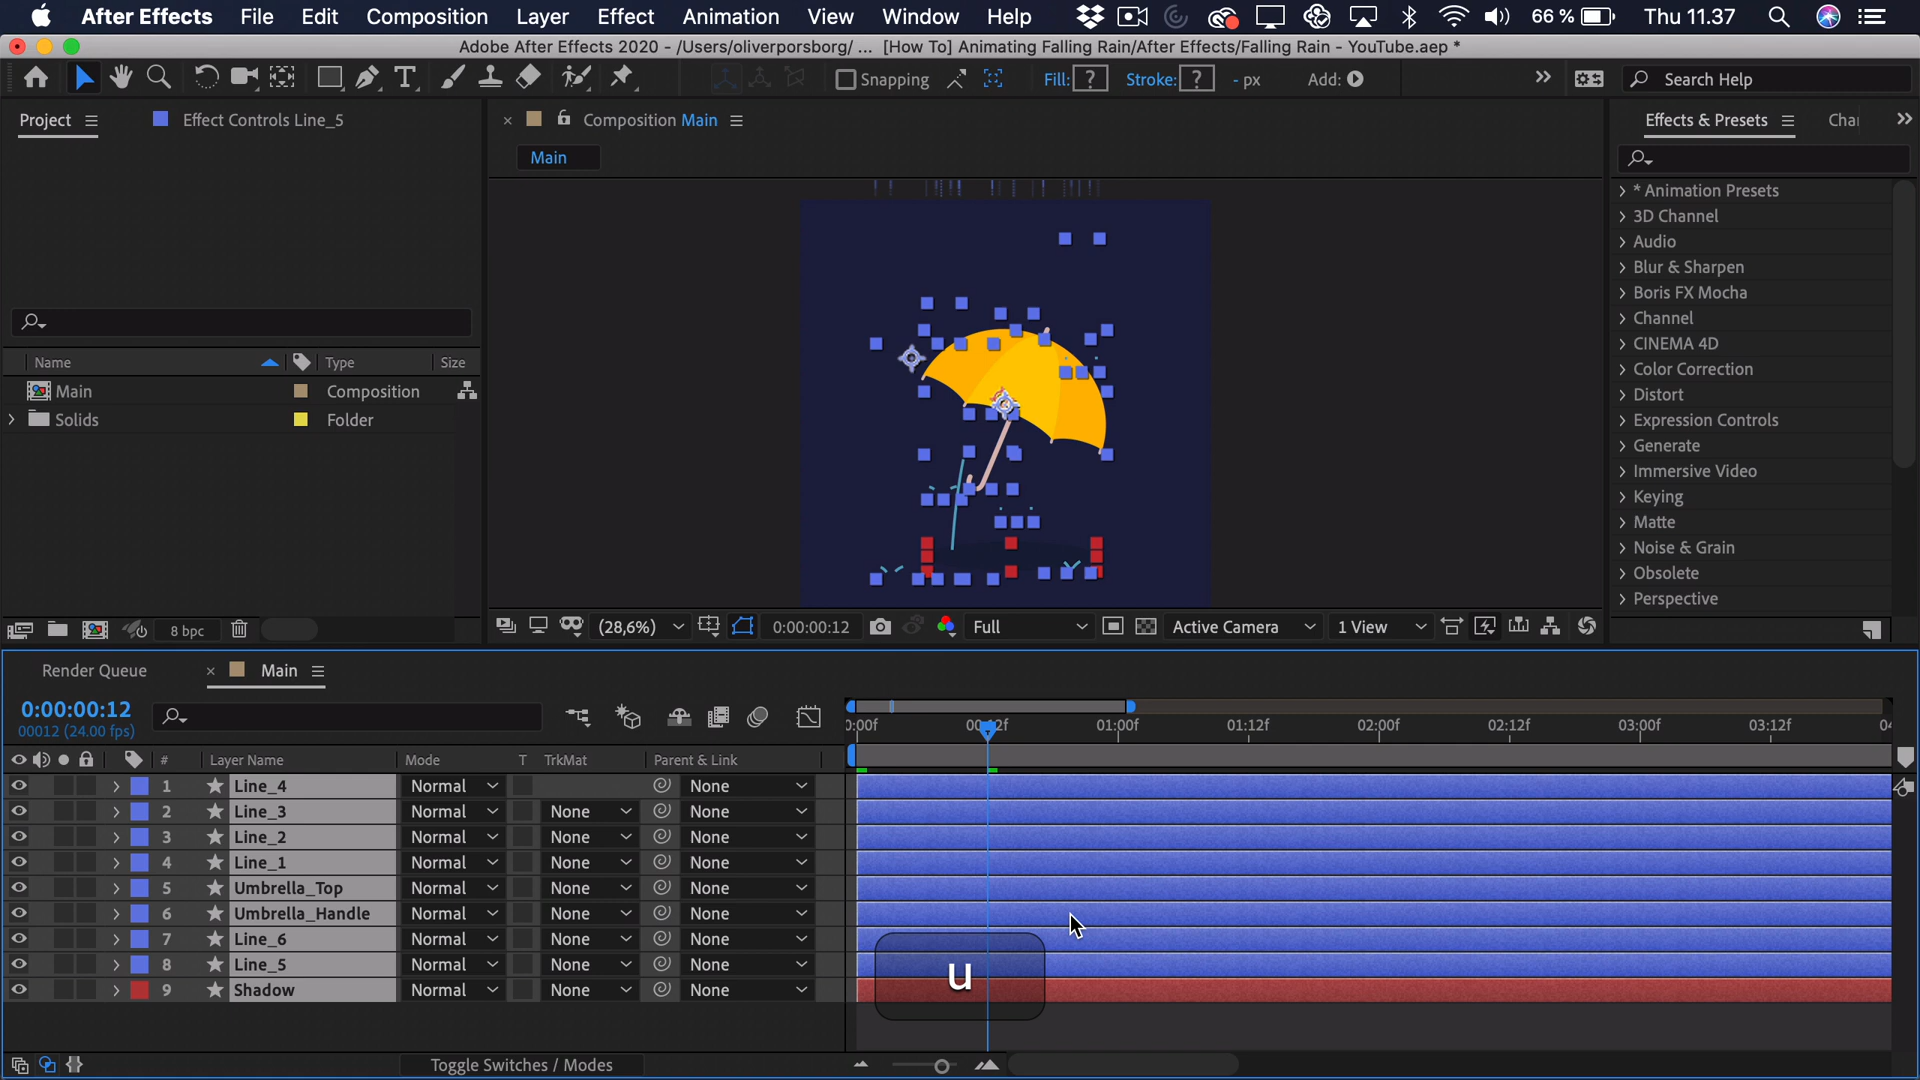 After Effects File Edit Composition Layer Effect Animation View Window Help 66 % Thu 11.37
Adobe After Effects 2020 - /Users/oliverporsborg/ ... [How To] Animating Falling Rain/After Effects/Falling Rain - YouTube.aep *
Snapping Fill: ? Stroke: ? - px Add: Search Help
Project Effect Controls Line_5
Composition Main
Main
Effects & Presets
* Animation Presets
3D Channel
Audio
Blur & Sharpen
Boris FX Mocha
Channel
CINEMA 4D
Color Correction
Distort
Expression Controls
Generate
Immersive Video
Keying
Matte
Noise & Grain
Obsolete
Perspective
Name Type Size
Main Composition
Solids Folder
8 bpc
(28,6%) 0:00:00:12 Full Active Camera 1 View
Render Queue Main
0:00:00:12
00012 (24.00 fps)
01:00f 01:12f 02:00f 02:12f 03:00f 03:12f
# Layer Name Mode T TrkMat Parent & Link
1 Line_4 Normal None
2 Line_3 Normal None None
3 Line_2 Normal None None
4 Line_1 Normal None None
5 Umbrella_Top Normal None None
6 Umbrella_Handle Normal None None
7 Line_6 Normal None None
8 Line_5 Normal None None
9 Shadow Normal None None
u
Toggle Switches / Modes